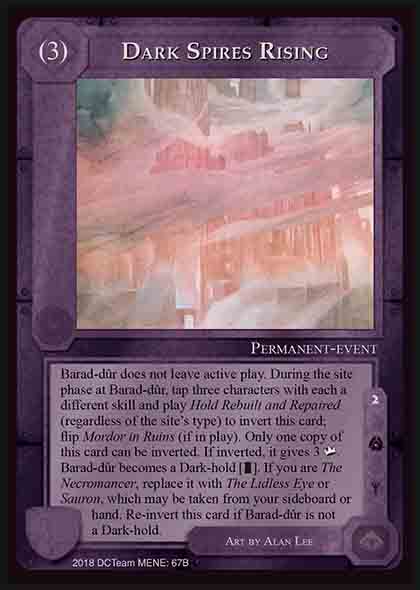 (3)
Dark Spires Rising
Permanent-event
Barad-dûr does not leave active play. During the site
phase at Barad-dûr, tap three characters with each a
different skill and play Hold Rebuilt and Repaired
(regardless of the site's type) to invert this card;
flip Mordor in Ruins (if in play). Only one copy of
this card can be inverted. If inverted, it gives 3 .
Barad-dûr becomes a Dark-hold []. If you are The
Necromancer, replace it with The Lidless Eye or
Sauron, which may be taken from your sideboard or
hand. Re-invert this card if Barad-dûr is not
a Dark-hold.
2
Art by Alan Lee
2018 DCTeam MENE: 67B